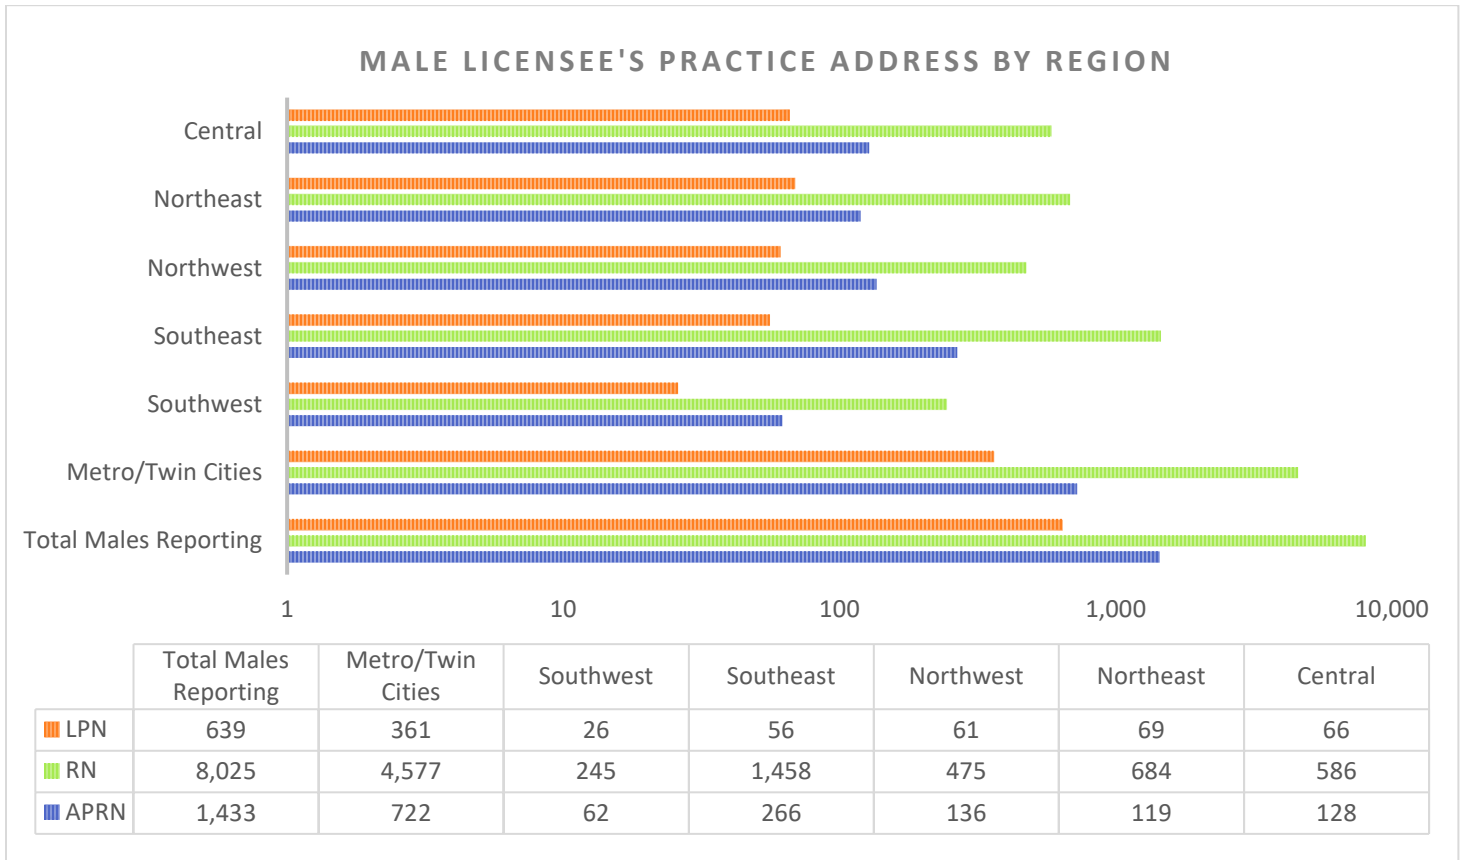 MALE LICENSEE'S PRACTICE ADDRESS BY REGION
Central
Northeast
Northwest
Southeast
Southwest
Metro/Twin Cities
Total Males Reporting
1 10 100 1,000 10,000
Total Males Reporting Metro/Twin Cities Southwest Southeast Northwest Northeast Central
LPN 639 361 26 56 61 69 66
RN 8,025 4,577 245 1,458 475 684 586
APRN 1,433 722 62 266 136 119 128